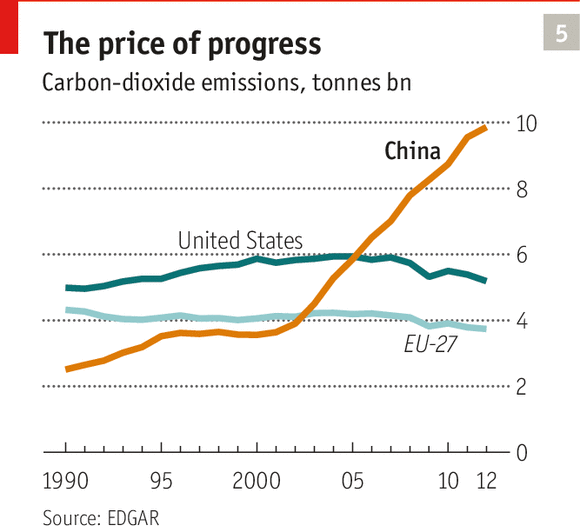 The price of progress
5
Carbon-dioxide emissions, tonnes bn
10
China
8
United States
6
4
EU-27
2
0
1990 95 2000 05 10 12
Source: EDGAR